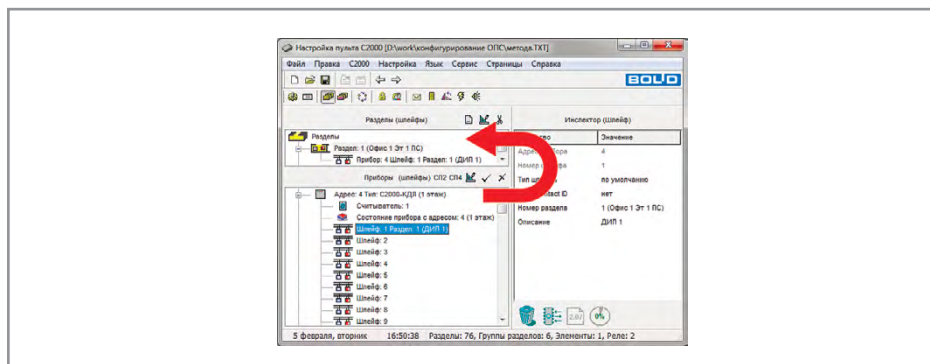 Настройка пульта С2000 [D:\work\конфигурирование ОПС\метода.TXT]
Файл Правка С2000 Настройка Язык Сервис Страницы Справка
BOLID
Разделы (шлейфы)
Инспектор (Шлейф)
Разделы
Значение
Раздел: 1 (Офис 1 Эт 1 ПС)
4
Прибор: 4 Шлейф: 1 Раздел: 1 (ДИП 1)
1
Приборы (шлейфы) СП2 СП4
Тип
по умолчанию
Адрес: 4 Тип: С2000-КДЛ (1 этаж)
ID
нет
Считыватель: 1
Номер раздела
1 (Офис 1 Эт 1 ПС)
Состояние прибора с адресом: 4 (1 этаж)
Описание
ДИП 1
Шлейф: 1 Раздел: 1 (ДИП 1)
Шлейф: 2
Шлейф: 3
Шлейф: 4
Шлейф: 5
Шлейф: 6
Шлейф: 7
Шлейф: 8
Шлейф: 9
2.07
0%
5 февраля, вторник 16:50:38 Разделы: 76, Группы разделов: 6, Элементы: 1, Реле: 2